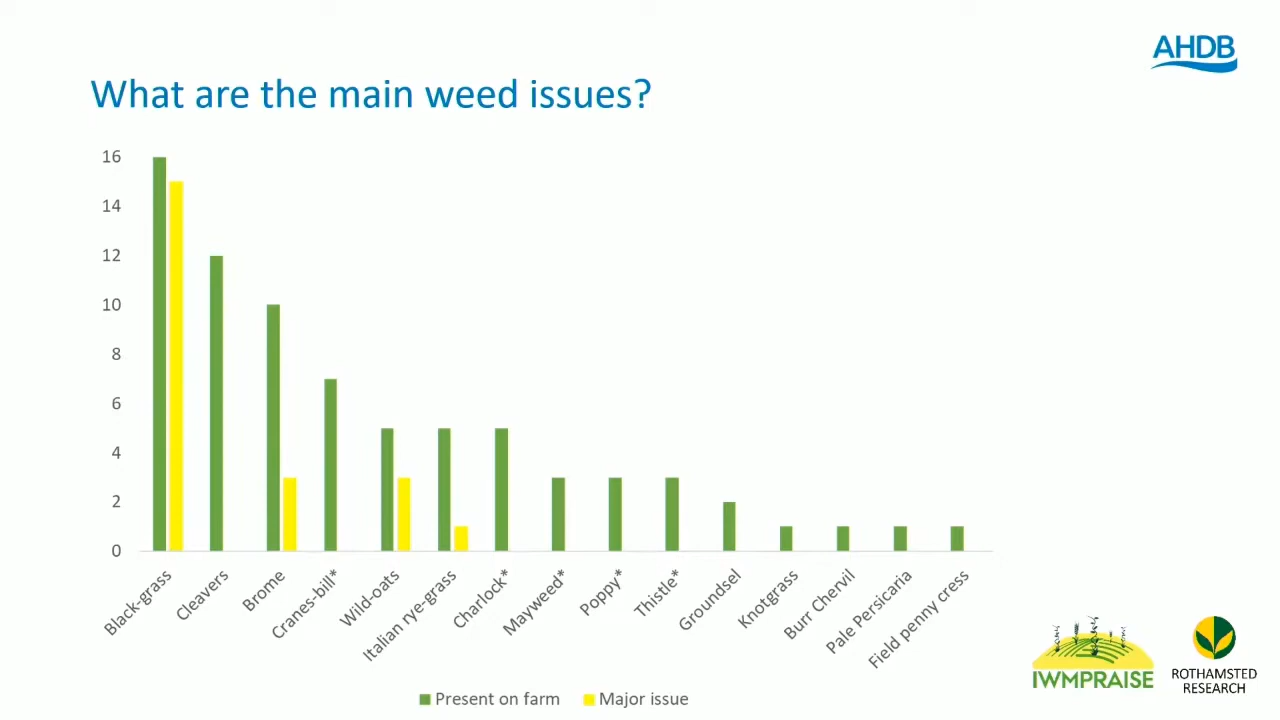 AHDB
What are the main weed issues?
16
14
12
10
8
6
4
2
0
Black-grass
Cleavers
Brome
Cranes-bill*
Wild-oats
Italian rye-grass
Charlock*
Mayweed*
Poppy*
Thistle*
Groundsel
Knotgrass
Burr Chervil
Pale Persicaria
Field penny cress
Present on farm
Major issue
IWMPRAISE
ROTHAMSTED
RESEARCH